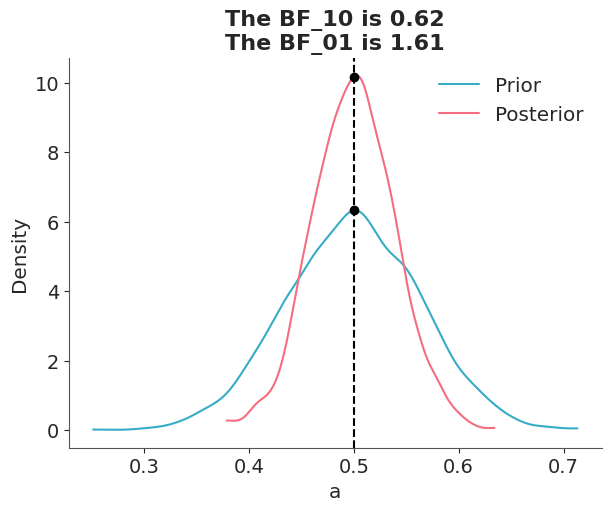 The BF_10 is 0.62
The BF_01 is 1.61
Prior
Posterior
Density
10
8
6
4
2
0
0.3
0.4
0.5
0.6
0.7
a